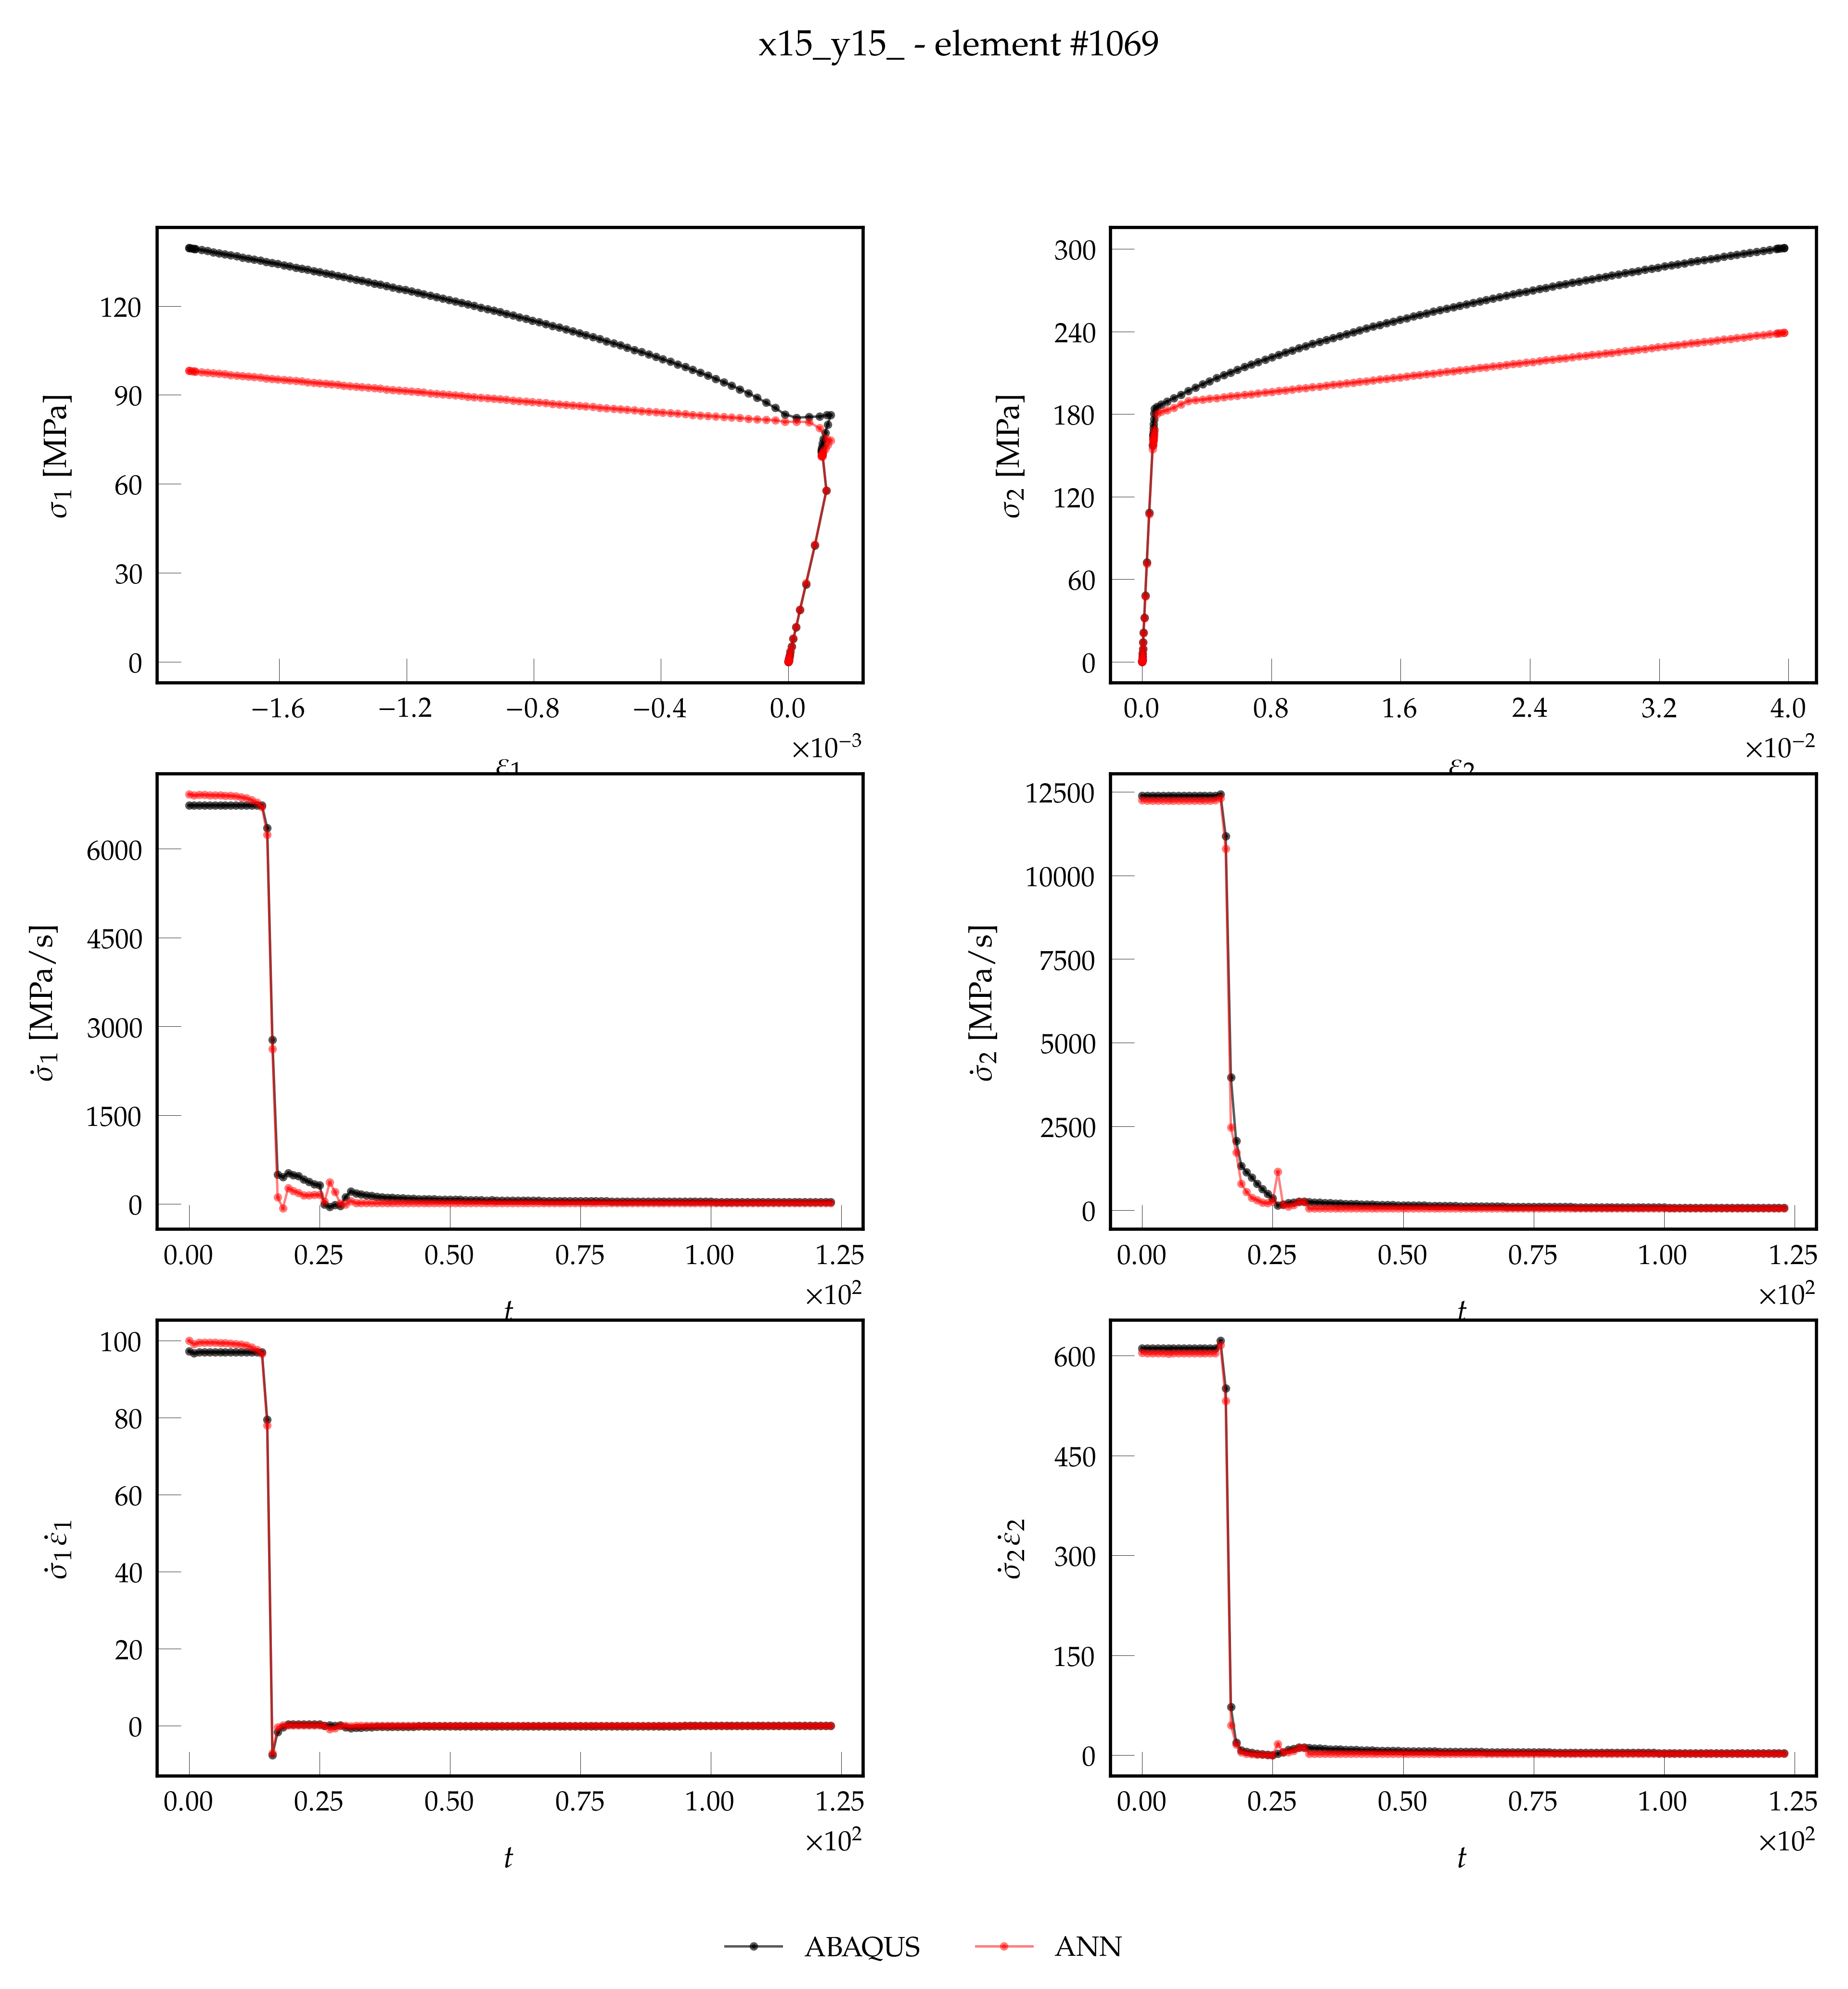 x15_y15_ - element #1069
σ₁ [MPa]
120
90
60
30
0
−1.6 −1.2 −0.8 −0.4 0.0
×10⁻³
ε₁
σ₂ [MPa]
300
240
180
120
60
0
0.0 0.8 1.6 2.4 3.2 4.0
×10⁻²
ε₂
σ̇₁ [MPa/s]
6000
4500
3000
1500
0
0.00 0.25 0.50 0.75 1.00 1.25
×10²
t
σ̇₂ [MPa/s]
12500
10000
7500
5000
2500
0
0.00 0.25 0.50 0.75 1.00 1.25
×10²
t
σ̇₁ε̇₁
100
80
60
40
20
0
0.00 0.25 0.50 0.75 1.00 1.25
×10²
t
σ̇₂ε̇₂
600
450
300
150
0
0.00 0.25 0.50 0.75 1.00 1.25
×10²
t
ABAQUS ANN